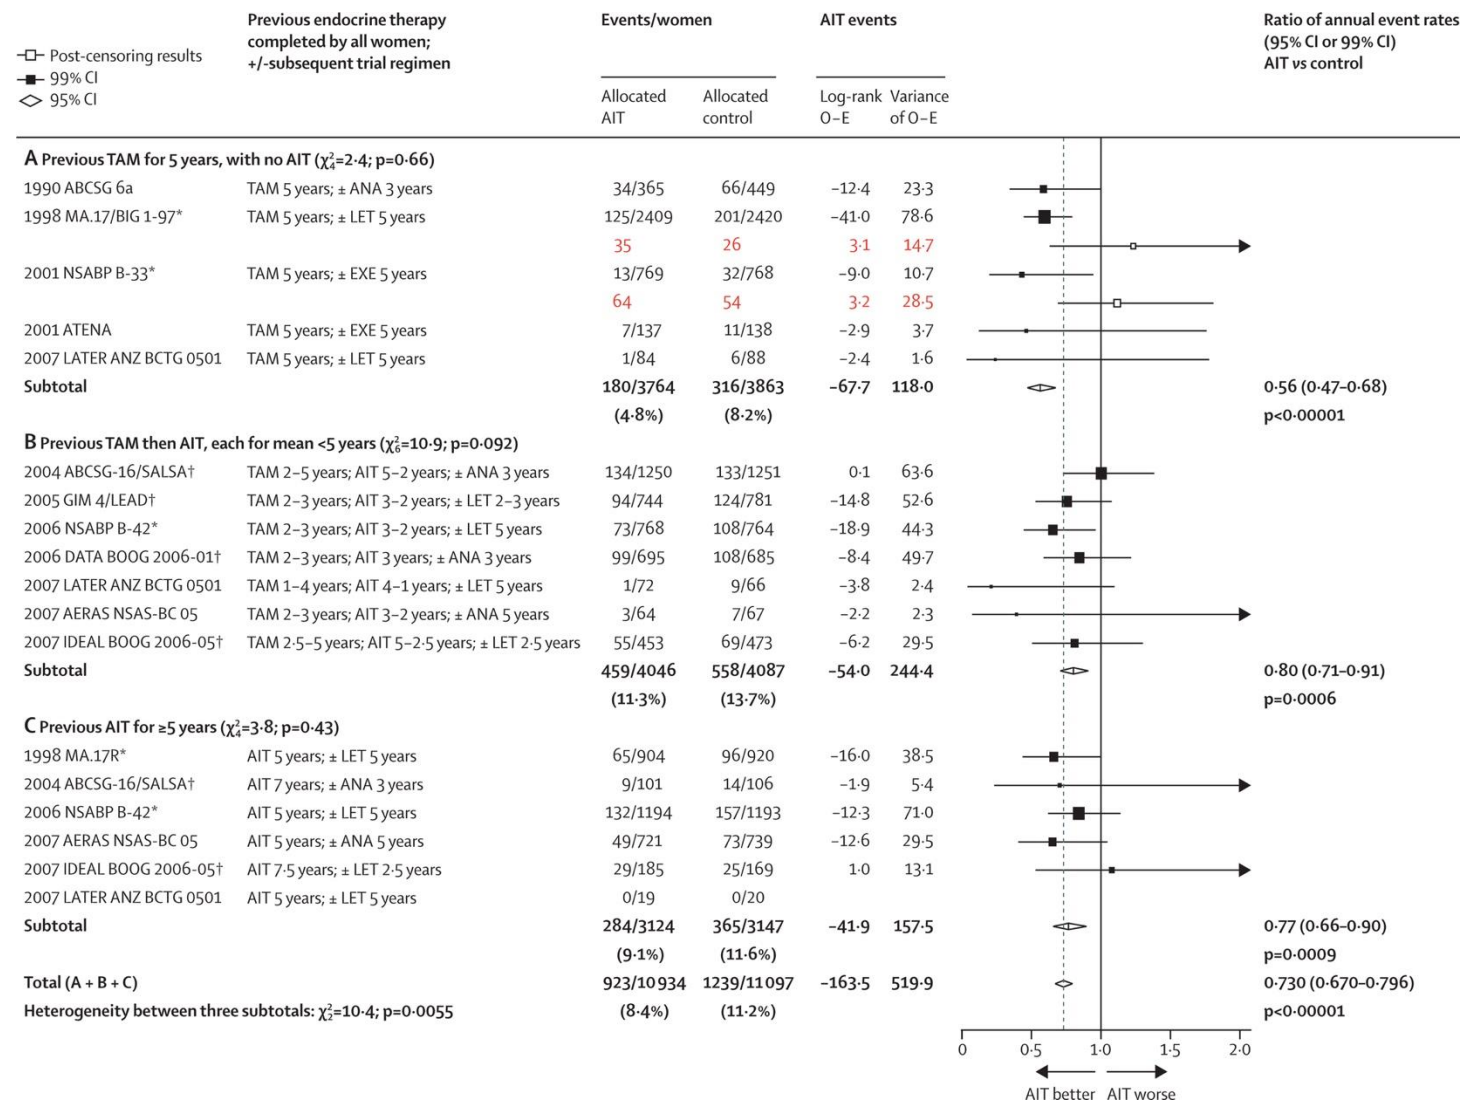 Previous endocrine therapy completed by all women; +/-subsequent trial regimen
Events/women
AIT events
Ratio of annual event rates (95% CI or 99% CI) AIT vs control
Post-censoring results
99% CI
95% CI
Allocated AIT
Allocated control
Log-rank O–E
Variance of O–E
A Previous TAM for 5 years, with no AIT (χ²₄=2·4; p=0·66)
1990 ABCSG 6a TAM 5 years; ± ANA 3 years 34/365 66/449 –12·4 23·3
1998 MA.17/BIG 1-97* TAM 5 years; ± LET 5 years 125/2409 201/2420 –41·0 78·6
35 26 3·1 14·7
2001 NSABP B-33* TAM 5 years; ± EXE 5 years 13/769 32/768 –9·0 10·7
64 54 3·2 28·5
2001 ATENA TAM 5 years; ± EXE 5 years 7/137 11/138 –2·9 3·7
2007 LATER ANZ BCTG 0501 TAM 5 years; ± LET 5 years 1/84 6/88 –2·4 1·6
Subtotal 180/3764 316/3863 –67·7 118·0 0·56 (0·47–0·68)
(4·8%) (8·2%) p<0·00001
B Previous TAM then AIT, each for mean <5 years (χ²₆=10·9; p=0·092)
2004 ABCSG-16/SALSA† TAM 2–5 years; AIT 5–2 years; ± ANA 3 years 134/1250 133/1251 0·1 63·6
2005 GIM 4/LEAD† TAM 2–3 years; AIT 3–2 years; ± LET 2–3 years 94/744 124/781 –14·8 52·6
2006 NSABP B-42* TAM 2–3 years; AIT 3–2 years; ± LET 5 years 73/768 108/764 –18·9 44·3
2006 DATA BOOG 2006-01† TAM 2–3 years; AIT 3 years; ± ANA 3 years 99/695 108/685 –8·4 49·7
2007 LATER ANZ BCTG 0501 TAM 1–4 years; AIT 4–1 years; ± LET 5 years 1/72 9/66 –3·8 2·4
2007 AERAS NSAS-BC 05 TAM 2–3 years; AIT 3–2 years; ± ANA 5 years 3/64 7/67 –2·2 2·3
2007 IDEAL BOOG 2006-05† TAM 2·5–5 years; AIT 5–2·5 years; ± LET 2·5 years 55/453 69/473 –6·2 29·5
Subtotal 459/4046 558/4087 –54·0 244·4 0·80 (0·71–0·91)
(11·3%) (13·7%) p=0·0006
C Previous AIT for ≥5 years (χ²₄=3·8; p=0·43)
1998 MA.17R* AIT 5 years; ± LET 5 years 65/904 96/920 –16·0 38·5
2004 ABCSG-16/SALSA† AIT 7 years; ± ANA 3 years 9/101 14/106 –1·9 5·4
2006 NSABP B-42* AIT 5 years; ± LET 5 years 132/1194 157/1193 –12·3 71·0
2007 AERAS NSAS-BC 05 AIT 5 years; ± ANA 5 years 49/721 73/739 –12·6 29·5
2007 IDEAL BOOG 2006-05† AIT 7·5 years; ± LET 2·5 years 29/185 25/169 1·0 13·1
2007 LATER ANZ BCTG 0501 AIT 5 years; ± LET 5 years 0/19 0/20
Subtotal 284/3124 365/3147 –41·9 157·5 0·77 (0·66–0·90)
(9·1%) (11·6%) p=0·0009
Total (A + B + C) 923/10 934 1239/11 097 –163·5 519·9 0·730 (0·670–0·796)
Heterogeneity between three subtotals: χ²₂=10·4; p=0·0055 (8·4%) (11·2%) p<0·00001
0 0·5 1·0 1·5 2·0
AIT better AIT worse